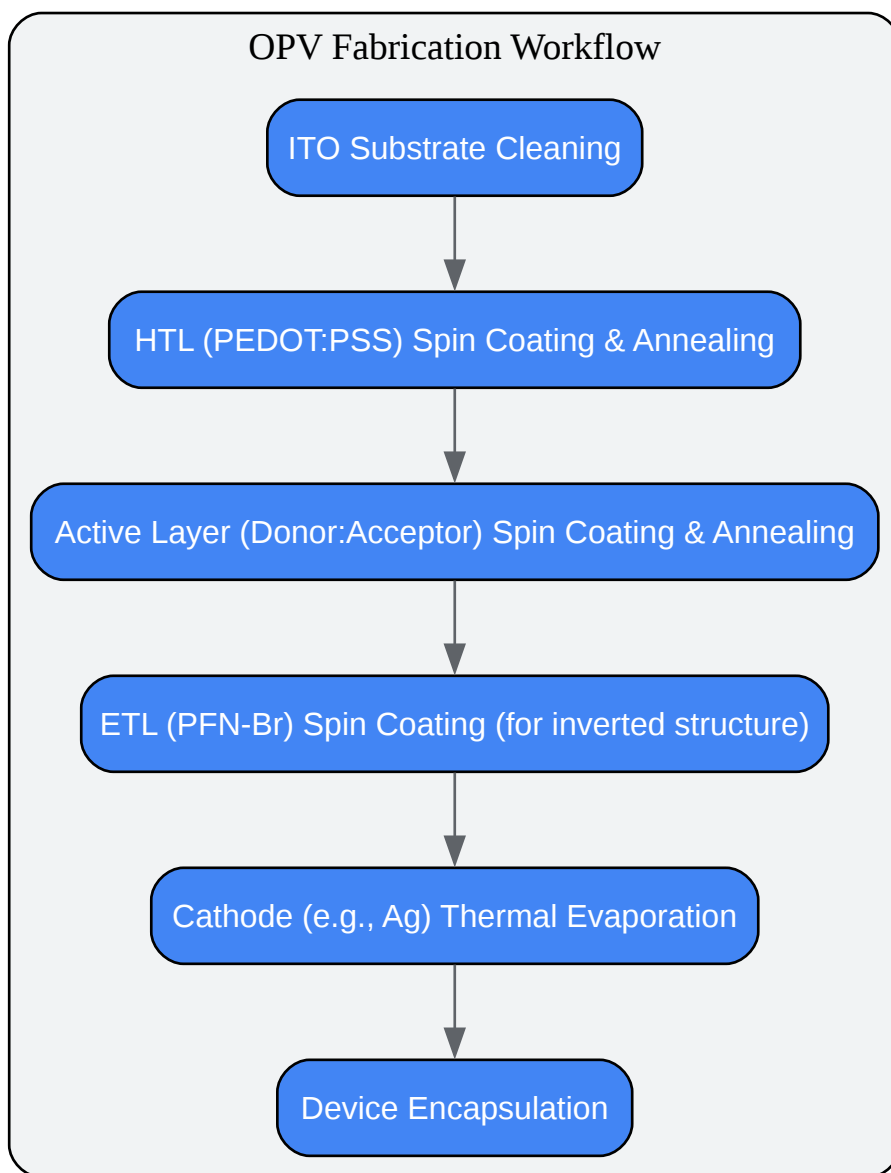 OPV Fabrication Workflow
ITO Substrate Cleaning
HTL (PEDOT:PSS) Spin Coating & Annealing
Active Layer (Donor:Acceptor) Spin Coating & Annealing
ETL (PFN-Br) Spin Coating (for inverted structure)
Cathode (e.g., Ag) Thermal Evaporation
Device Encapsulation